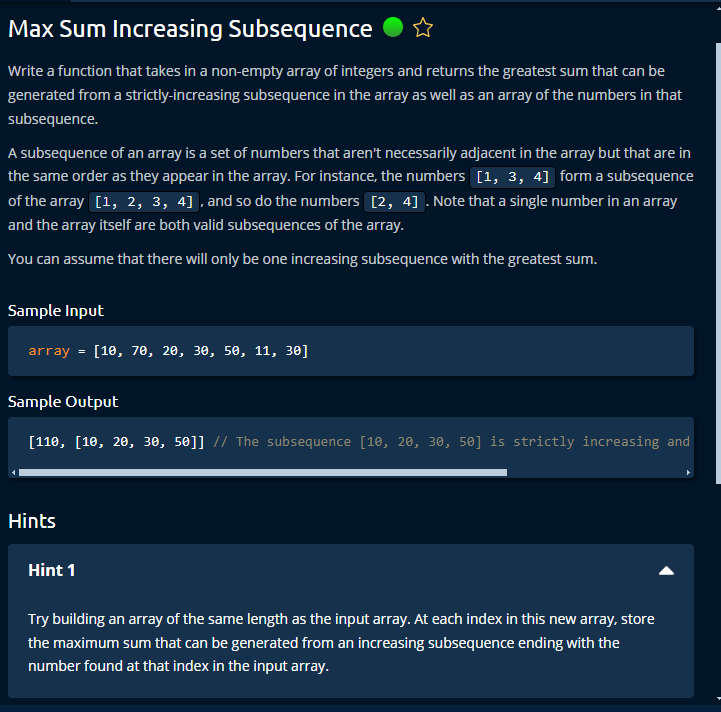 Max Sum Increasing Subsequence
Write a function that takes in a non-empty array of integers and returns the greatest sum that can be
generated from a strictly-increasing subsequence in the array as well as an array of the numbers in that
subsequence.
A subsequence of an array is a set of numbers that aren't necessarily adjacent in the array but that are in
the same order as they appear in the array. For instance, the numbers [1, 3, 4] form a subsequence
of the array [1, 2, 3, 4] , and so do the numbers [2, 4] . Note that a single number in an array
and the array itself are both valid subsequences of the array.
You can assume that there will only be one increasing subsequence with the greatest sum.
Sample Input
array = [10, 70, 20, 30, 50, 11, 30]
Sample Output
[110, [10, 20, 30, 50]] // The subsequence [10, 20, 30, 50] is strictly increasing and
Hints
Hint 1
Try building an array of the same length as the input array. At each index in this new array, store
the maximum sum that can be generated from an increasing subsequence ending with the
number found at that index in the input array.